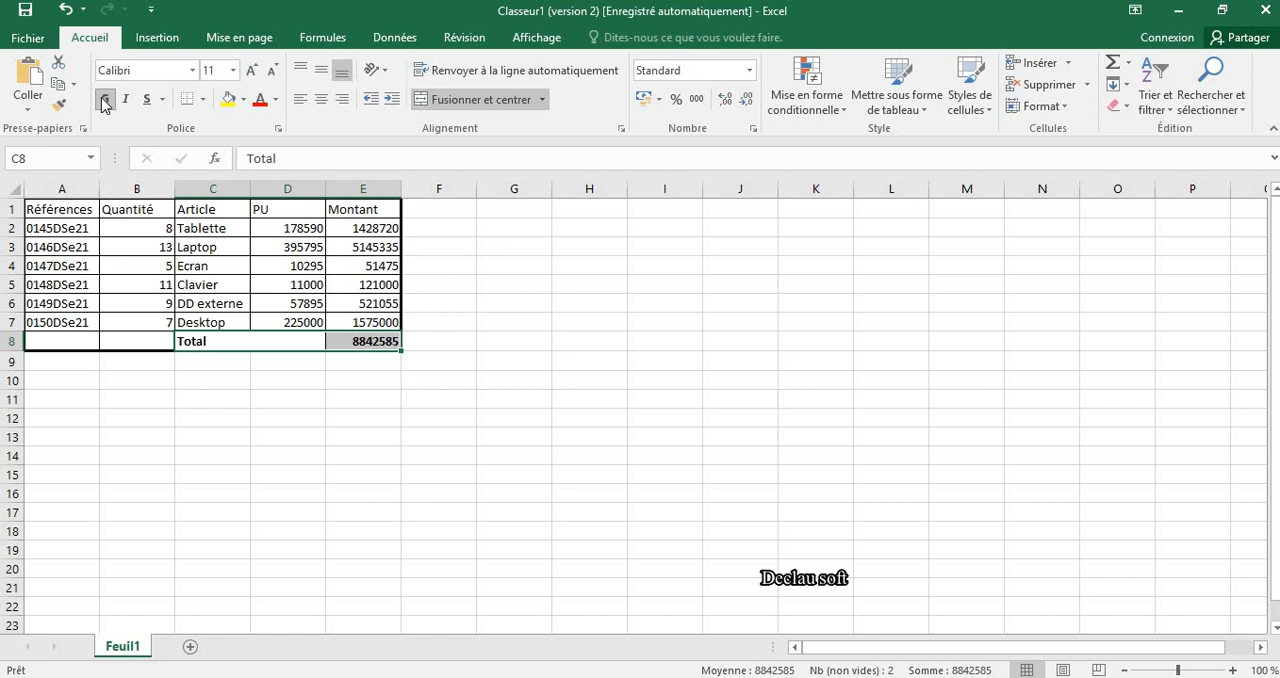 Classeur1 (version 2) [Enregistré automatiquement] - Excel
Fichier Accueil Insertion Mise en page Formules Données Révision Affichage Dites-nous ce que vous voulez faire. Connexion Partager
Coller
Presse-papiers
Calibri 11
G I S
Police
Renvoyer à la ligne automatiquement
Fusionner et centrer
Alignement
Standard
% 000
Nombre
Mise en forme conditionnelle
Mettre sous forme de tableau
Styles de cellules
Style
Insérer
Supprimer
Format
Cellules
Trier et filtrer
Rechercher et sélectionner
Édition
C8 fx Total
A B C D E F G H I J K L M N O P
1 Références Quantité Article PU Montant
2 0145DSe21 8 Tablette 178590 1428720
3 0146DSe21 13 Laptop 395795 5145335
4 0147DSe21 5 Ecran 10295 51475
5 0148DSe21 11 Clavier 11000 121000
6 0149DSe21 9 DD externe 57895 521055
7 0150DSe21 7 Desktop 225000 1575000
8 Total 8842585
9
10
11
12
13
14
15
16
17
18
19
20
Declau soft
21
22
23
Feuil1
Prêt Moyenne : 8842585 Nb (non vides) : 2 Somme : 8842585 100 %